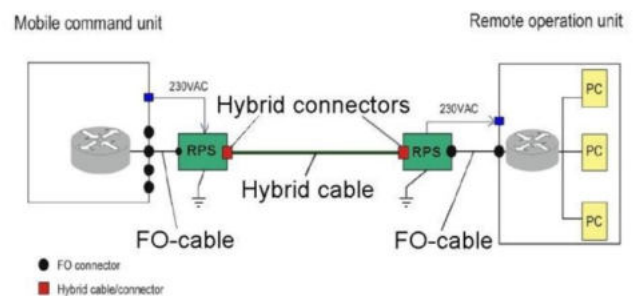 Mobile command unit
Remote operation unit
230VAC
Hybrid connectors
230VAC
PC
RPS
RPS
PC
Hybrid cable
FO-cable
FO-cable
PC
FO connector
Hybrid cable/connector